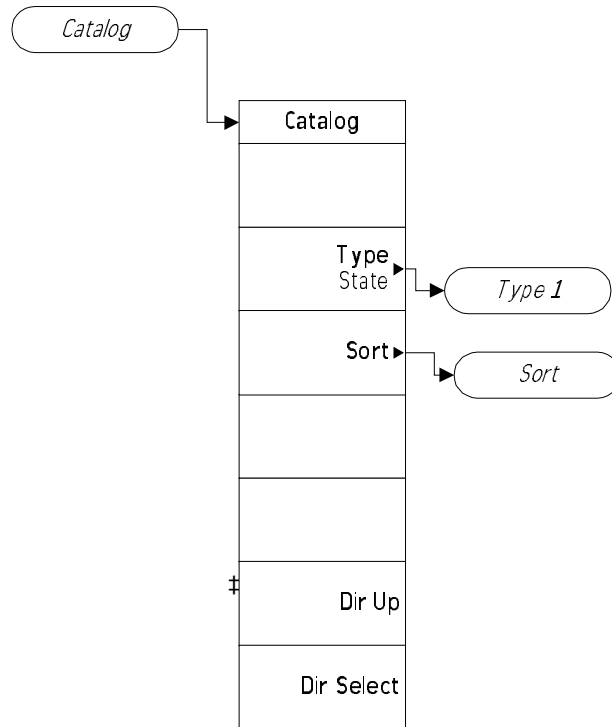 Catalog
Catalog
Type
State
Type 1
Sort
Sort
‡
Dir Up
Dir Select